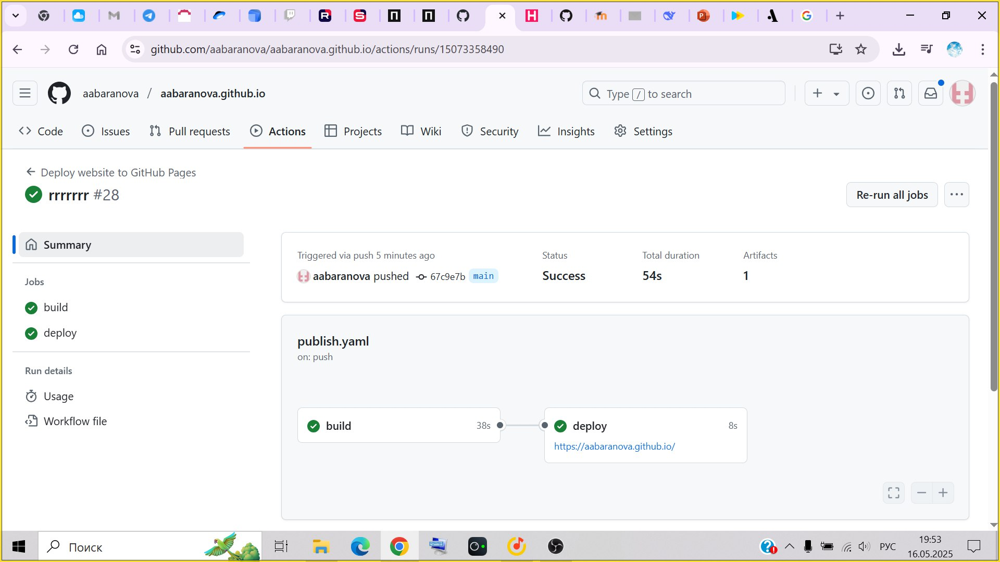 github.com/aabaranova/aabaranova.github.io/actions/runs/15073358490
aabaranova / aabaranova.github.io
Type / to search
Code Issues Pull requests Actions Projects Wiki Security Insights Settings
Deploy website to GitHub Pages
rrrrrrr #28
Re-run all jobs
Summary
Jobs
build
deploy
Run details
Usage
Workflow file
Triggered via push 5 minutes ago
aabaranova pushed 67c9e7b main
Status
Success
Total duration
54s
Artifacts
1
publish.yaml
on: push
build 38s
deploy 8s
https://aabaranova.github.io/
Поиск
РУС
19:53
16.05.2025